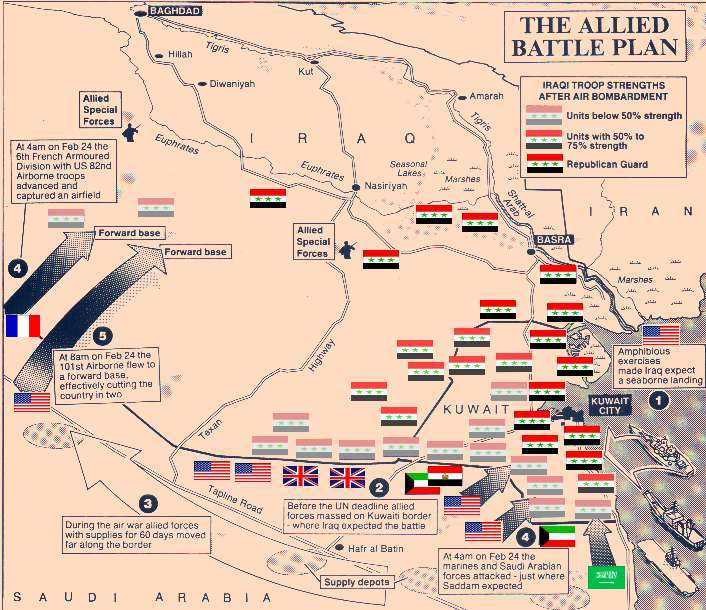 THE ALLIED
BATTLE PLAN
IRAQI TROOP STRENGTHS
AFTER AIR BOMBARDMENT
Units below 50% strength
Units with 50% to
75% strength
Republican Guard
BAGHDAD
Hillah
Tigris
Kut
Diwaniyah
Amarah
Allied
Special
Forces
Tigris
I R A Q
Euphrates
At 4am on Feb 24 the
6th French Armoured
Division with US 82nd
Airborne troops
advanced and
captured an airfield
Euphrates
Seasonal
Lakes
Marshes
Nasiriyah
Shatt-al
Arab
I R A N
Forward base
Forward base
Allied
Special
Forces
BASRA
4
Marshes
5
At 8am on Feb 24 the
101st Airborne flew to
a forward base,
effectively cutting the
country in two
Highway
Texan
Amphibious
exercises
made Iraq expect
a seaborne landing
1
KUWAIT
KUWAIT
CITY
Tapline Road
3
During the air war allied forces
with supplies for 60 days moved
far along the border
2
Before the UN deadline allied
forces massed on Kuwaiti border
- where Iraq expected the battle
4
At 4am on Feb 24 the
marines and Saudi Arabian
forces attacked - just where
Saddam expected
Hafr al Batin
Supply depots
S A U D I A R A B I A